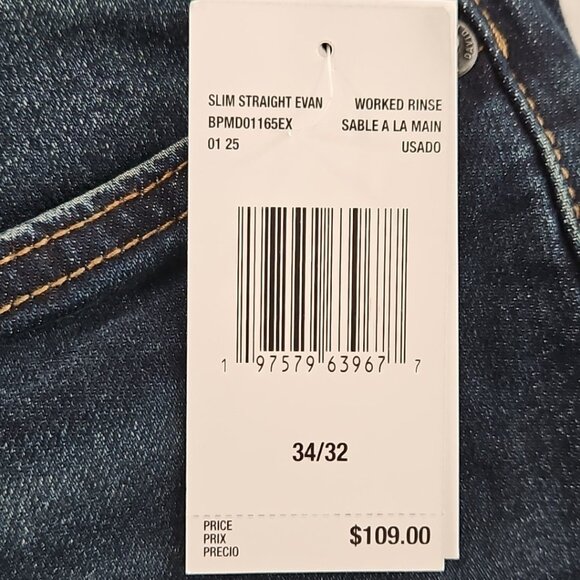 SLIM STRAIGHT EVAN WORKED RINSE
BPMD01165EX SABLE A LA MAIN
01 25 USADO
1 97579 63967 7
34/32
PRICE
PRIX $109.00
PRECIO